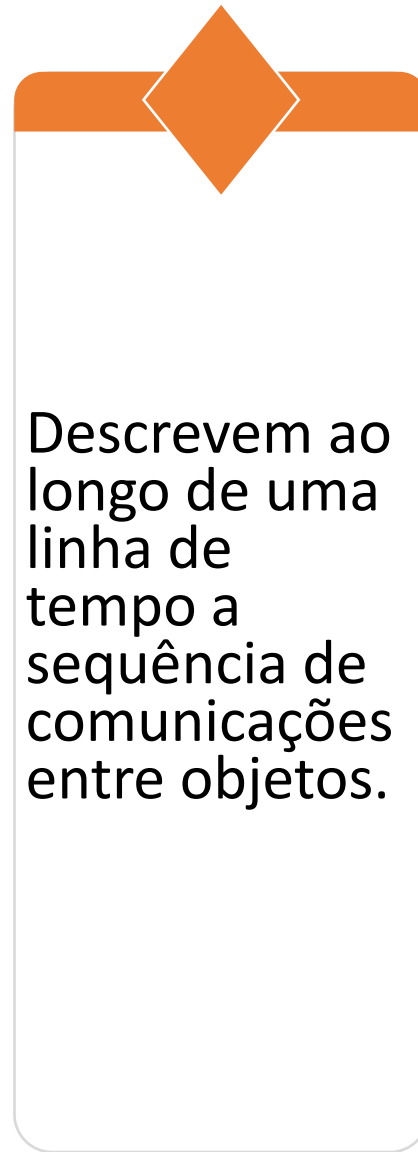 Descrevem ao
longo de uma
linha de
tempo a
sequência de
comunicações
entre objetos.